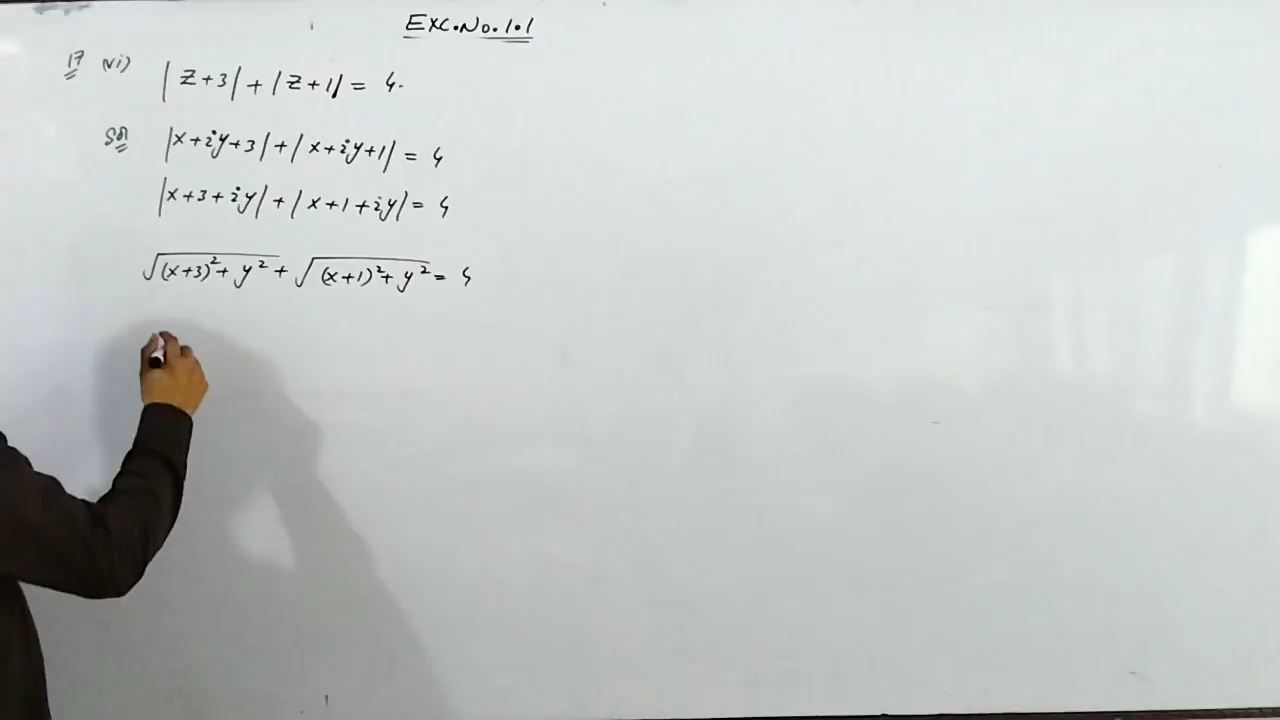 Exc. No. 1.1
17 vi) |z+3| + |z+1| = 4.
Sol |x+iy+3| + |x+iy+1| = 4
|x+3+iy| + |x+1+iy| = 4
√(x+3)²+y² + √(x+1)²+y² = 4